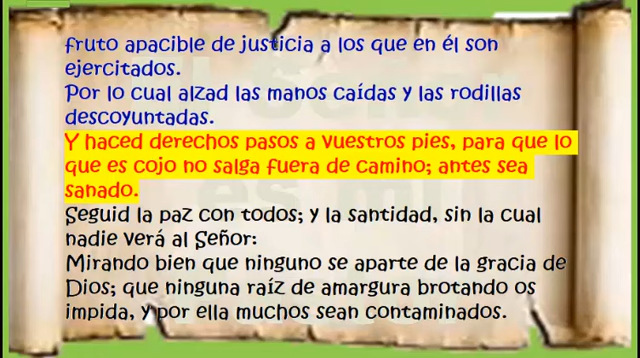 fruto apacible de justicia a los que en él son
ejercitados.
Por lo cual alzad las manos caídas y las rodillas
descoyuntadas.
Y haced derechos pasos a vuestros pies, para que lo
que es cojo no salga fuera de camino; antes sea
sanado.
Seguid la paz con todos; y la santidad, sin la cual
nadie verá al Señor:
Mirando bien que ninguno se aparte de la gracia de
Dios; que ninguna raíz de amargura brotando os
impida, y por ella muchos sean contaminados.